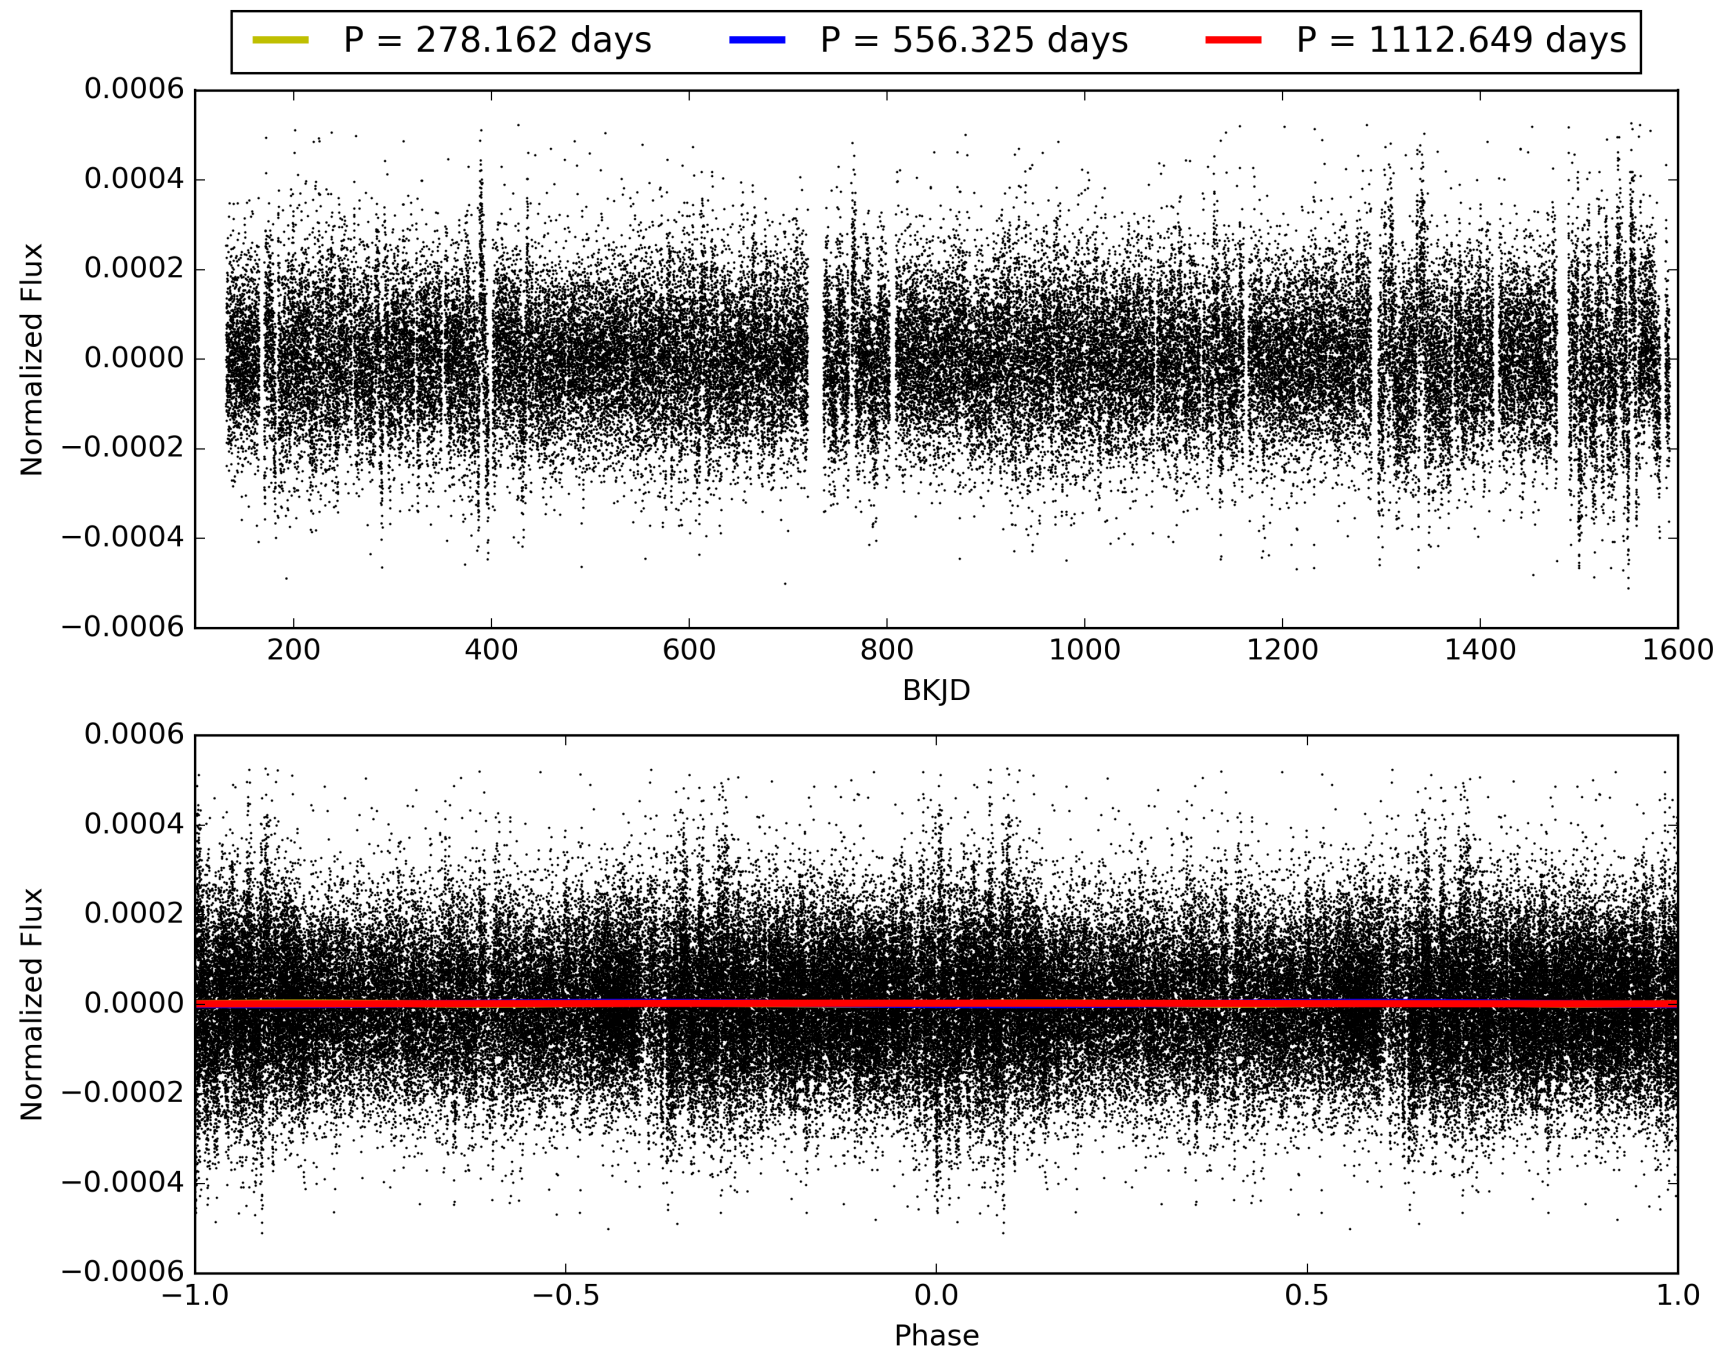 P = 278.162 days P = 556.325 days P = 1112.649 days
0.0006
0.0004
0.0002
0.0000
−0.0002
−0.0004
−0.0006
Normalized Flux
200 400 600 800 1000 1200 1400 1600
BKJD
0.0006
0.0004
0.0002
0.0000
−0.0002
−0.0004
−0.0006
Normalized Flux
−1.0 −0.5 0.0 0.5 1.0
Phase